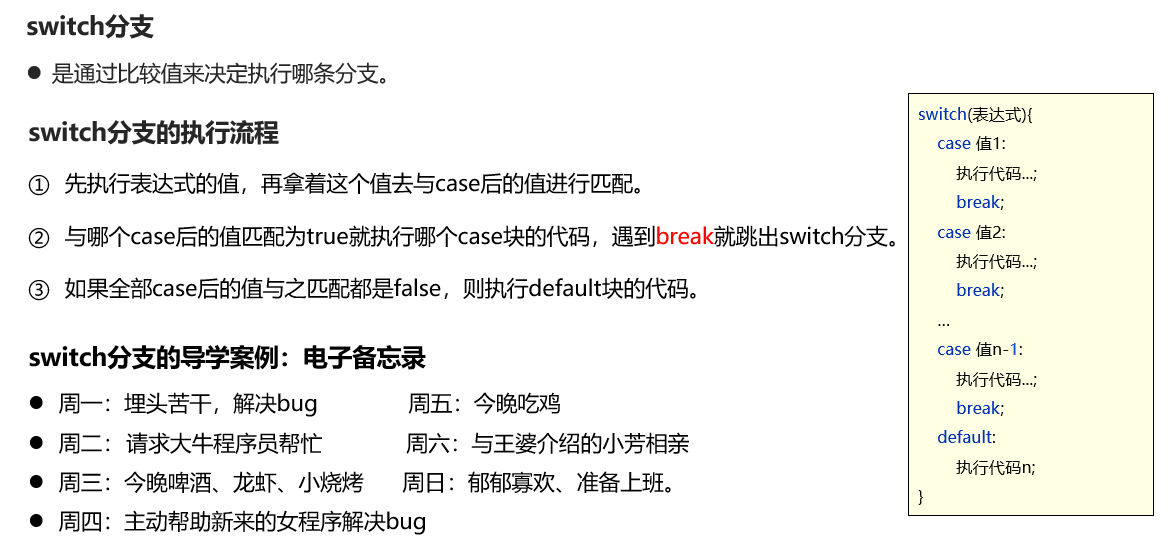 switch分支
● 是通过比较值来决定执行哪条分支。
switch分支的执行流程
① 先执行表达式的值，再拿着这个值去与case后的值进行匹配。
② 与哪个case后的值匹配为true就执行哪个case块的代码，遇到break就跳出switch分支。
③ 如果全部case后的值与之匹配都是false，则执行default块的代码。
switch分支的导学案例：电子备忘录
● 周一：埋头苦干，解决bug 周五：今晚吃鸡
● 周二：请求大牛程序员帮忙 周六：与王婆介绍的小芳相亲
● 周三：今晚啤酒、龙虾、小烧烤 周日：郁郁寡欢、准备上班。
● 周四：主动帮助新来的女程序解决bug
switch(表达式){
case 值1:
执行代码...;
break;
case 值2:
执行代码...;
break;
...
case 值n-1:
执行代码...;
break;
default:
执行代码n;
}